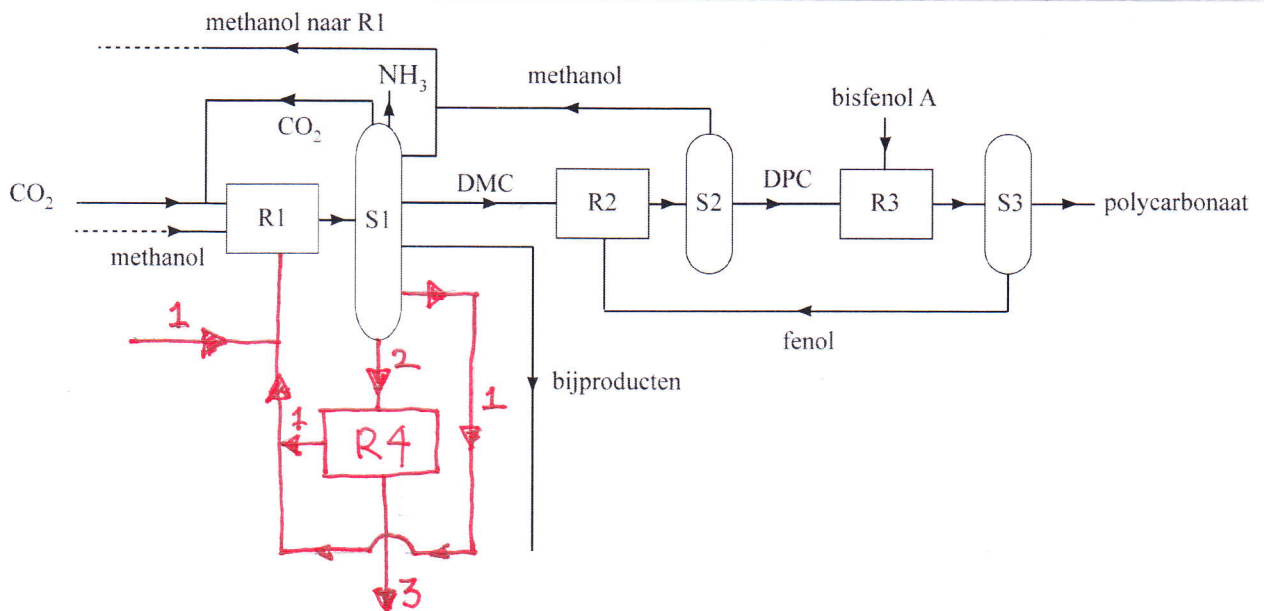 methanol naar R1
NH₃
methanol
bisfenol A
CO₂
CO₂
DMC
DPC
R1
S1
R2
S2
R3
S3
polycarbonaat
methanol
1
fenol
2
bijproducten
1
1
R4
3